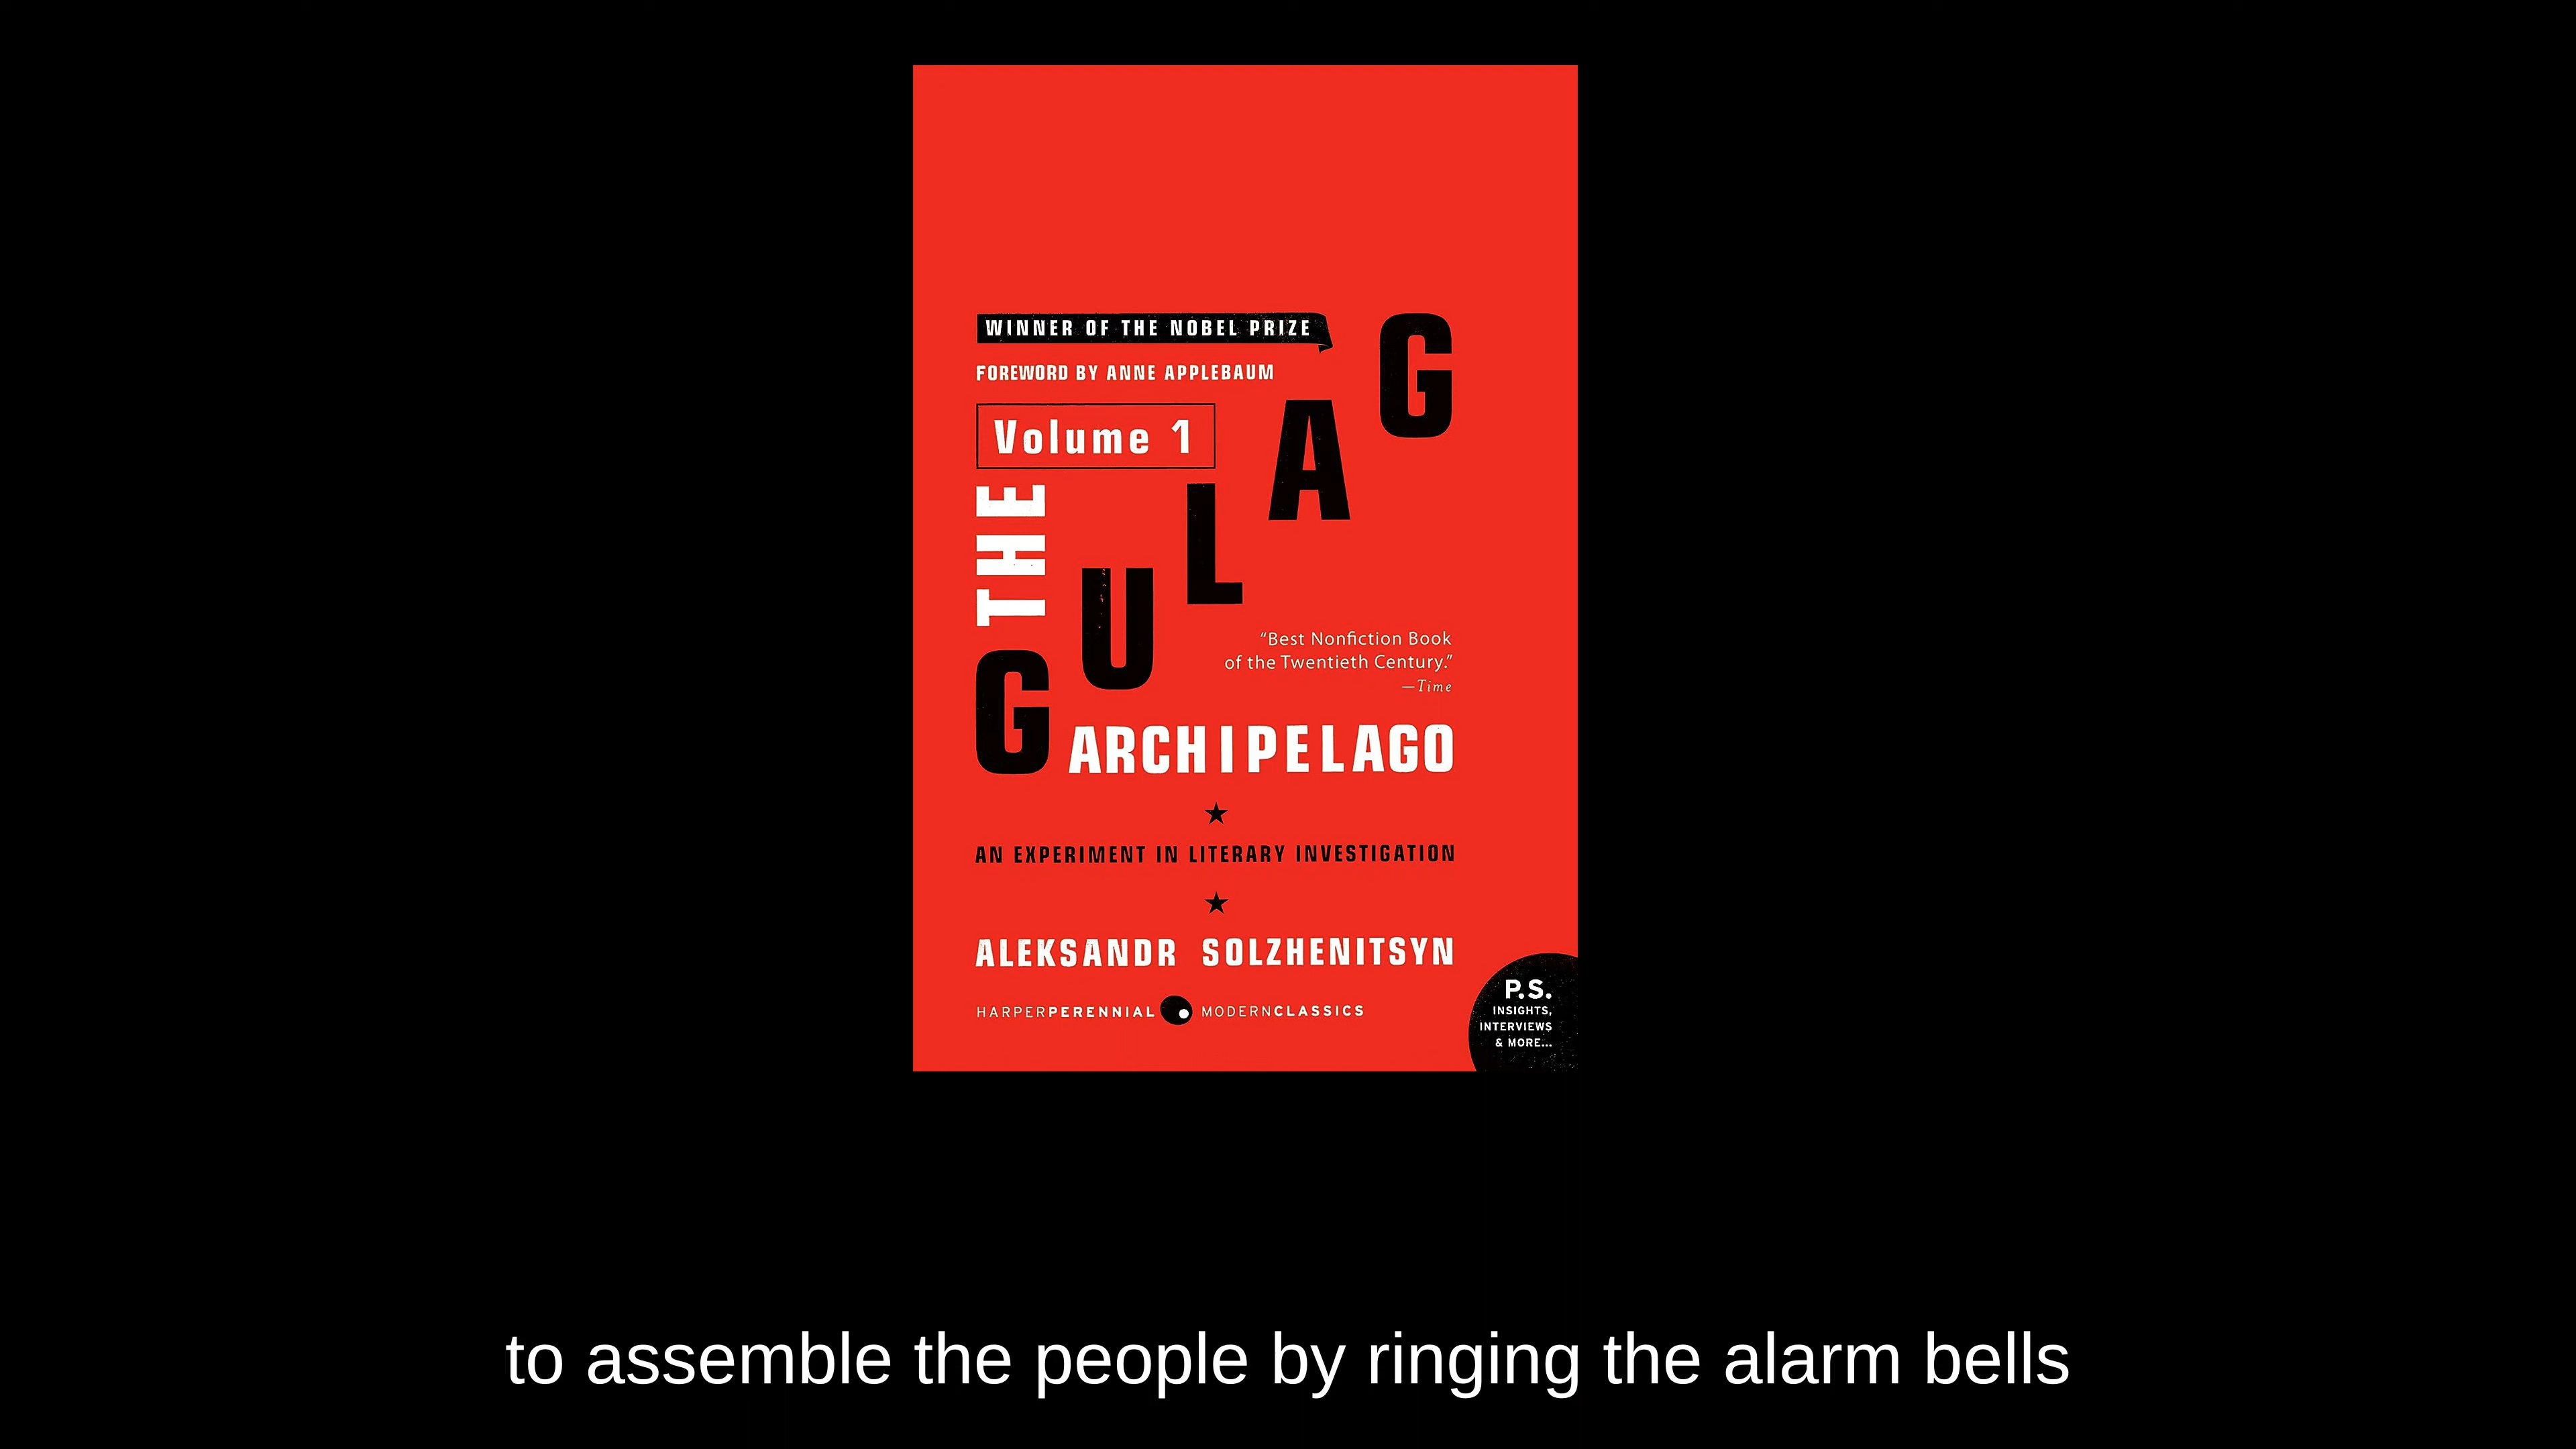 WINNER OF THE NOBEL PRIZE
FOREWORD BY ANNE APPLEBAUM
Volume 1
THE
GULAG
"Best Nonfiction Book
of the Twentieth Century."
—Time
ARCHIPELAGO
AN EXPERIMENT IN LITERARY INVESTIGATION
ALEKSANDR SOLZHENITSYN
HARPERPERENNIAL MODERNCLASSICS
P.S.
INSIGHTS,
INTERVIEWS
& MORE...
to assemble the people by ringing the alarm bells